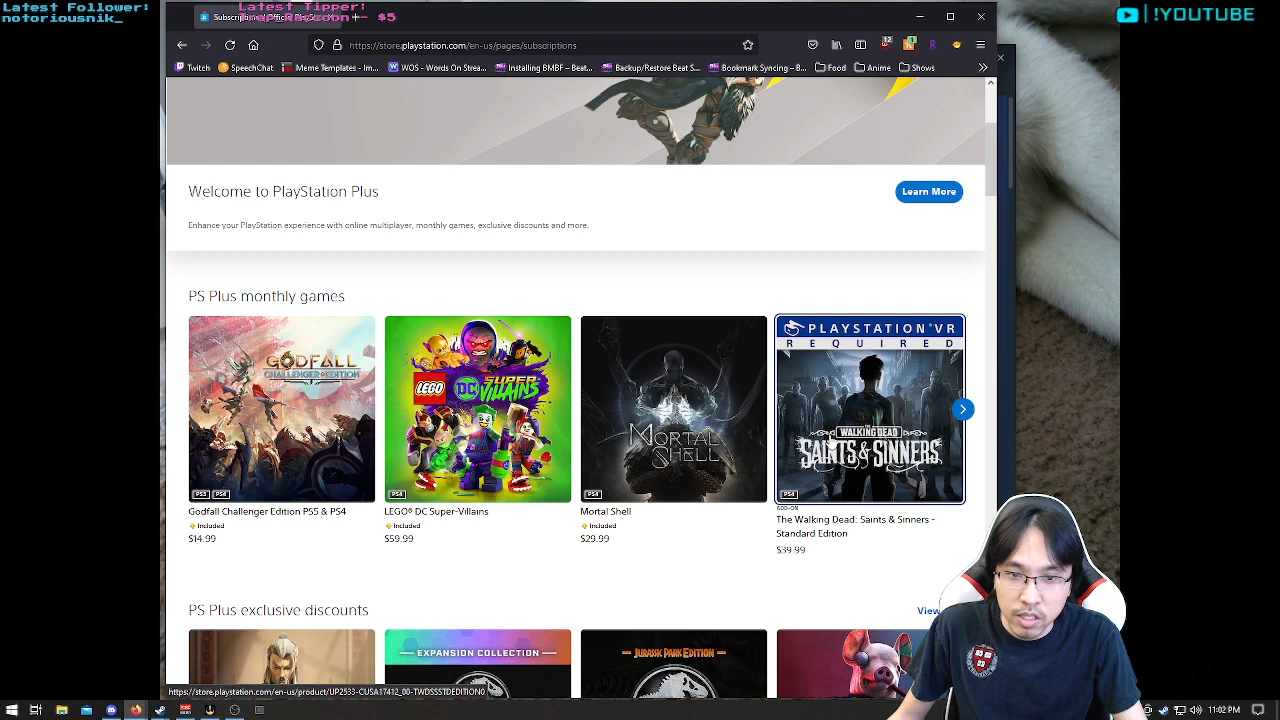 Latest Follower:
notoriousnik_
Latest Tipper:
- $5
!YOUTUBE
https://store.playstation.com/en-us/pages/subscriptions
12
1
Twitch
SpeechChat
Meme Templates - Im...
WOS - Words On Strea...
Installing BMBF – Beat...
Backup/Restore Beat S...
Bookmark Syncing – B...
Food
Anime
Shows
Welcome to PlayStation Plus
Learn More
Enhance your PlayStation experience with online multiplayer, monthly games, exclusive discounts and more.
PS Plus monthly games
GODFALL
CHALLENGER EDITION
PS5 PS4
Godfall Challenger Edition PS5 & PS4
Included
$14.99
LEGO DC SUPER-VILLAINS
PS4
LEGO® DC Super-Villains
Included
$59.99
MORTAL SHELL
PS4
Mortal Shell
Included
$29.99
PLAYSTATION®VR
REQUIRED
THE WALKING DEAD
SAINTS & SINNERS
PS4
ADD-ON
The Walking Dead: Saints & Sinners -
Standard Edition
$39.99
PS Plus exclusive discounts
View
EXPANSION COLLECTION
JURASSIC PARK EDITION
https://store.playstation.com/en-us/product/UP2533-CUSA17412_00-TWDSSSTDEDITION0
11:02 PM